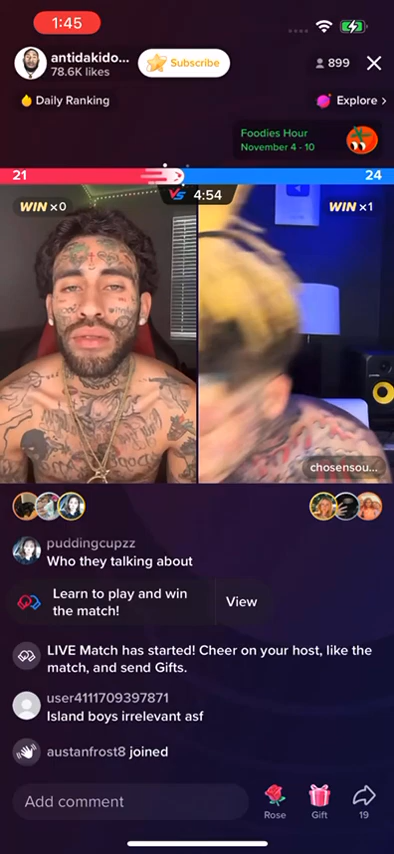 1:45
antidakido...
78.6K likes
Subscribe
899
Daily Ranking
Explore >
Foodies Hour
November 4 - 10
21
24
VS 4:54
WIN x0
WIN x1
chosensou...
puddingcupzz
Who they talking about
Learn to play and win
the match!
View
LIVE Match has started! Cheer on your host, like the
match, and send Gifts.
user4111709397871
Island boys irrelevant asf
austanfrost8 joined
Add comment
Rose
Gift
19